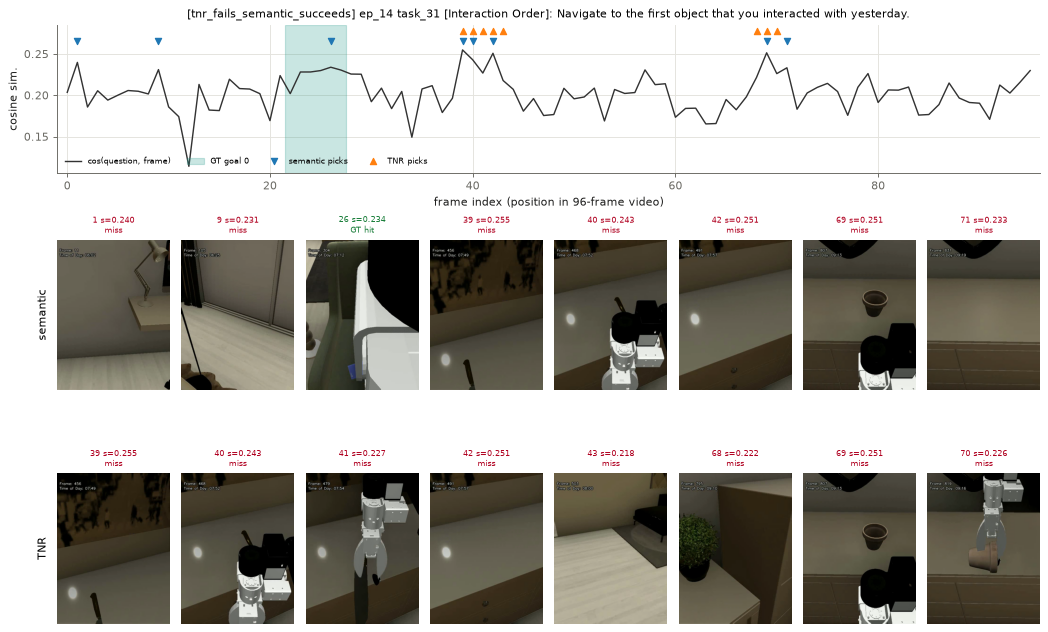 [tnr_fails_semantic_succeeds] ep_14 task_31 [Interaction Order]: Navigate to the first object that you interacted with yesterday.
cosine sim.
0.25
0.20
0.15
cos(question, frame)
GT goal 0
semantic picks
TNR picks
0
20
40
60
80
frame index (position in 96-frame video)
1 s=0.240
miss
9 s=0.231
miss
26 s=0.234
GT hit
39 s=0.255
miss
40 s=0.243
miss
42 s=0.251
miss
69 s=0.251
miss
71 s=0.233
miss
semantic
39 s=0.255
miss
40 s=0.243
miss
41 s=0.227
miss
42 s=0.251
miss
43 s=0.218
miss
68 s=0.222
miss
69 s=0.251
miss
70 s=0.226
miss
TNR